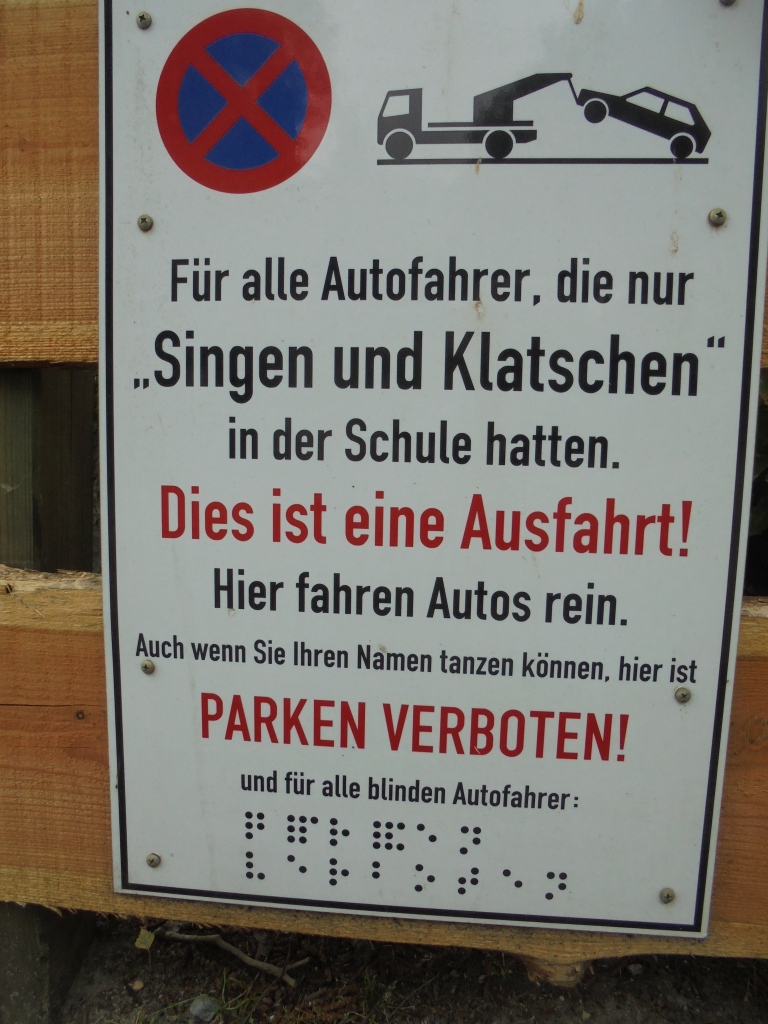 Für alle Autofahrer, die nur
„Singen und Klatschen“
in der Schule hatten.
Dies ist eine Ausfahrt!
Hier fahren Autos rein.
Auch wenn Sie Ihren Namen tanzen können, hier ist
PARKEN VERBOTEN!
und für alle blinden Autofahrer: